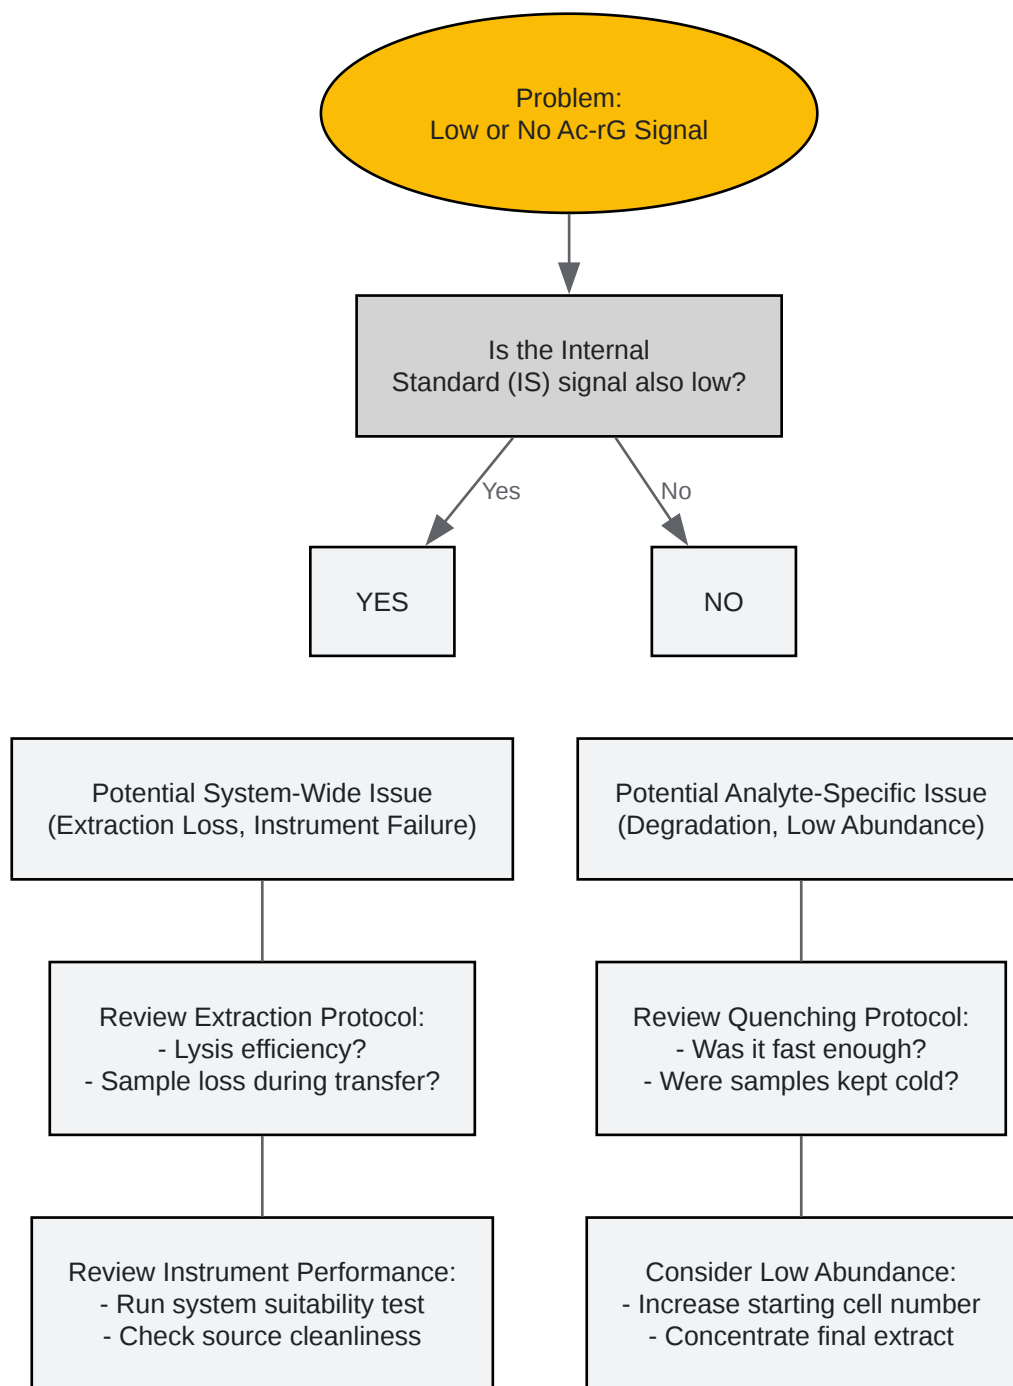 Problem:
Low or No Ac-rG Signal
Is the Internal
Standard (IS) signal also low?
Yes
No
YES
NO
Potential System-Wide Issue
(Extraction Loss, Instrument Failure)
Potential Analyte-Specific Issue
(Degradation, Low Abundance)
Review Extraction Protocol:
- Lysis efficiency?
- Sample loss during transfer?
Review Quenching Protocol:
- Was it fast enough?
- Were samples kept cold?
Review Instrument Performance:
- Run system suitability test
- Check source cleanliness
Consider Low Abundance:
- Increase starting cell number
- Concentrate final extract